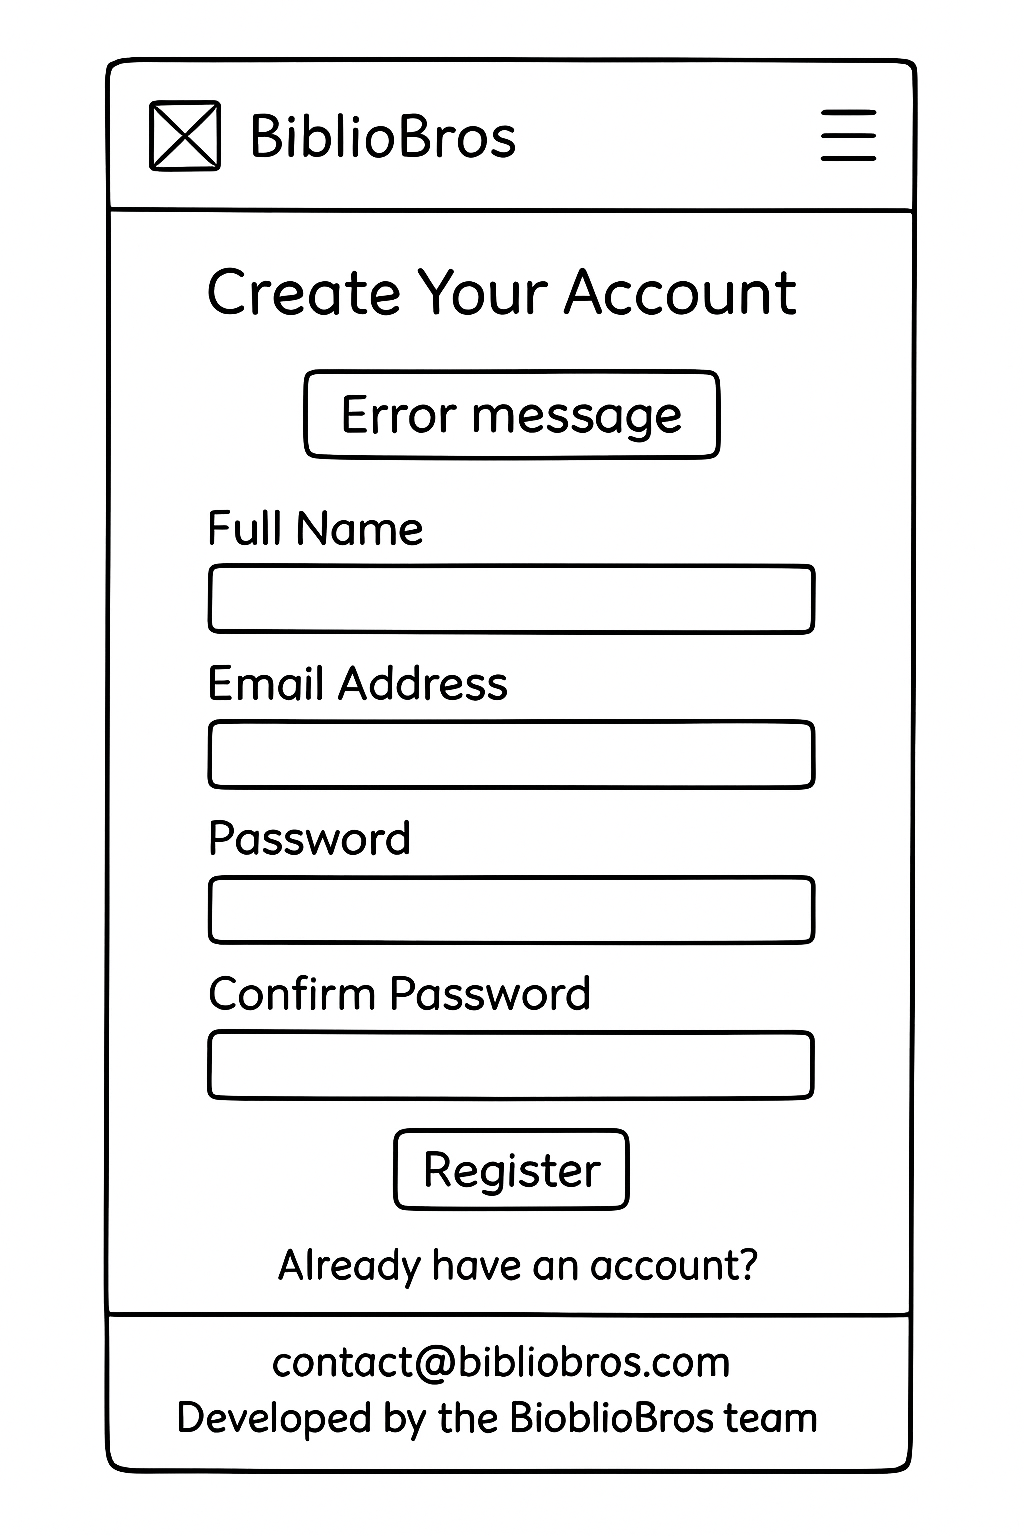 BiblioBros
Create Your Account
Error message
Full Name
Email Address
Password
Confirm Password
Register
Already have an account?
contact@bibliobros.com
Developed by the BioblioBros team